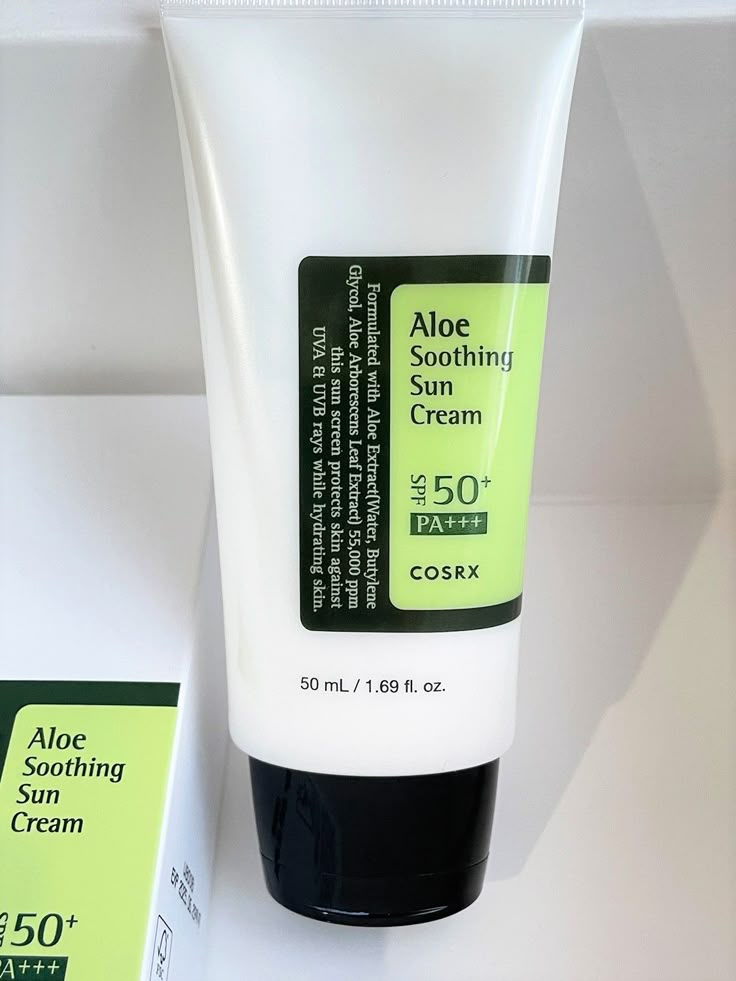 Aloe
Soothing
Sun
Cream
SPF 50+
PA+++
COSRX
Formulated with Aloe Extract(Water, Butylene
Glycol, Aloe Arborescens Leaf Extract) 55,000 ppm
this sun screen protects skin against
UVA & UVB rays while hydrating skin.
50 mL / 1.69 fl. oz.
Aloe
Soothing
Sun
Cream
50+
A+++